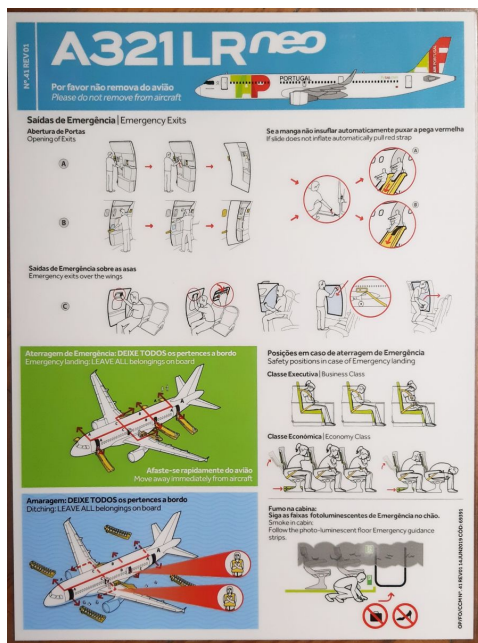 Nº.41 REV 01
A321LRneo
Por favor não remova do avião
Please do not remove from aircraft
TAP PORTUGAL
AIR PORTUGAL
Saídas de Emergência | Emergency Exits
Abertura de Portas
Opening of Exits
A
B
Se a manga não insuflar automaticamente puxar a pega vermelha
If slide does not inflate automatically pull red strap
A
B
Saídas de Emergência sobre as asas
Emergency exits over the wings
C
Aterragem de Emergência: DEIXE TODOS os pertences a bordo
Emergency landing: LEAVE ALL belongings on board
Afaste-se rapidamente do avião
Move away immediately from aircraft
Amaragem: DEIXE TODOS os pertences a bordo
Ditching: LEAVE ALL belongings on board
Posições em caso de aterragem de Emergência
Safety positions in case of Emergency landing
Classe Executiva | Business Class
Classe Económica | Economy Class
Fumo na cabina:
Siga as faixas fotoluminescentes de Emergência no chão.
Smoke in cabin:
Follow the photo-luminescent floor Emergency guidance
strips.